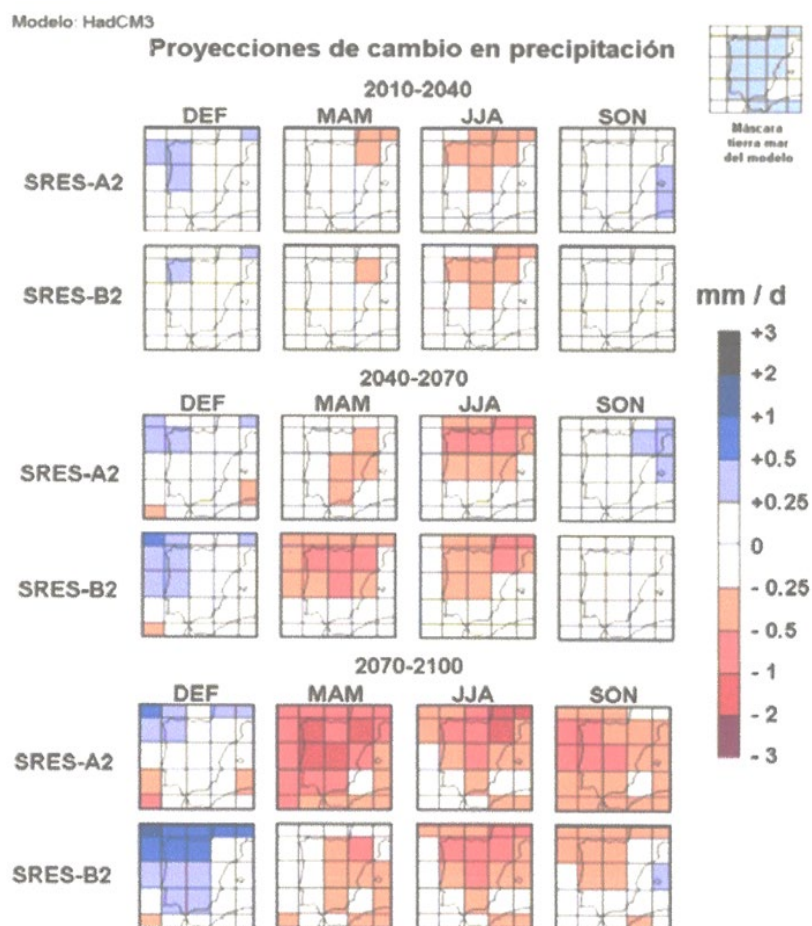 Modelo: HadCM3
Proyecciones de cambio en precipitación
Máscara
tierra mar
del modelo
2010-2040
DEF MAM JJA SON
SRES-A2
SRES-B2
2040-2070
DEF MAM JJA SON
SRES-A2
SRES-B2
2070-2100
DEF MAM JJA SON
SRES-A2
SRES-B2
mm / d
+3
+2
+1
+0.5
+0.25
0
- 0.25
- 0.5
- 1
- 2
- 3